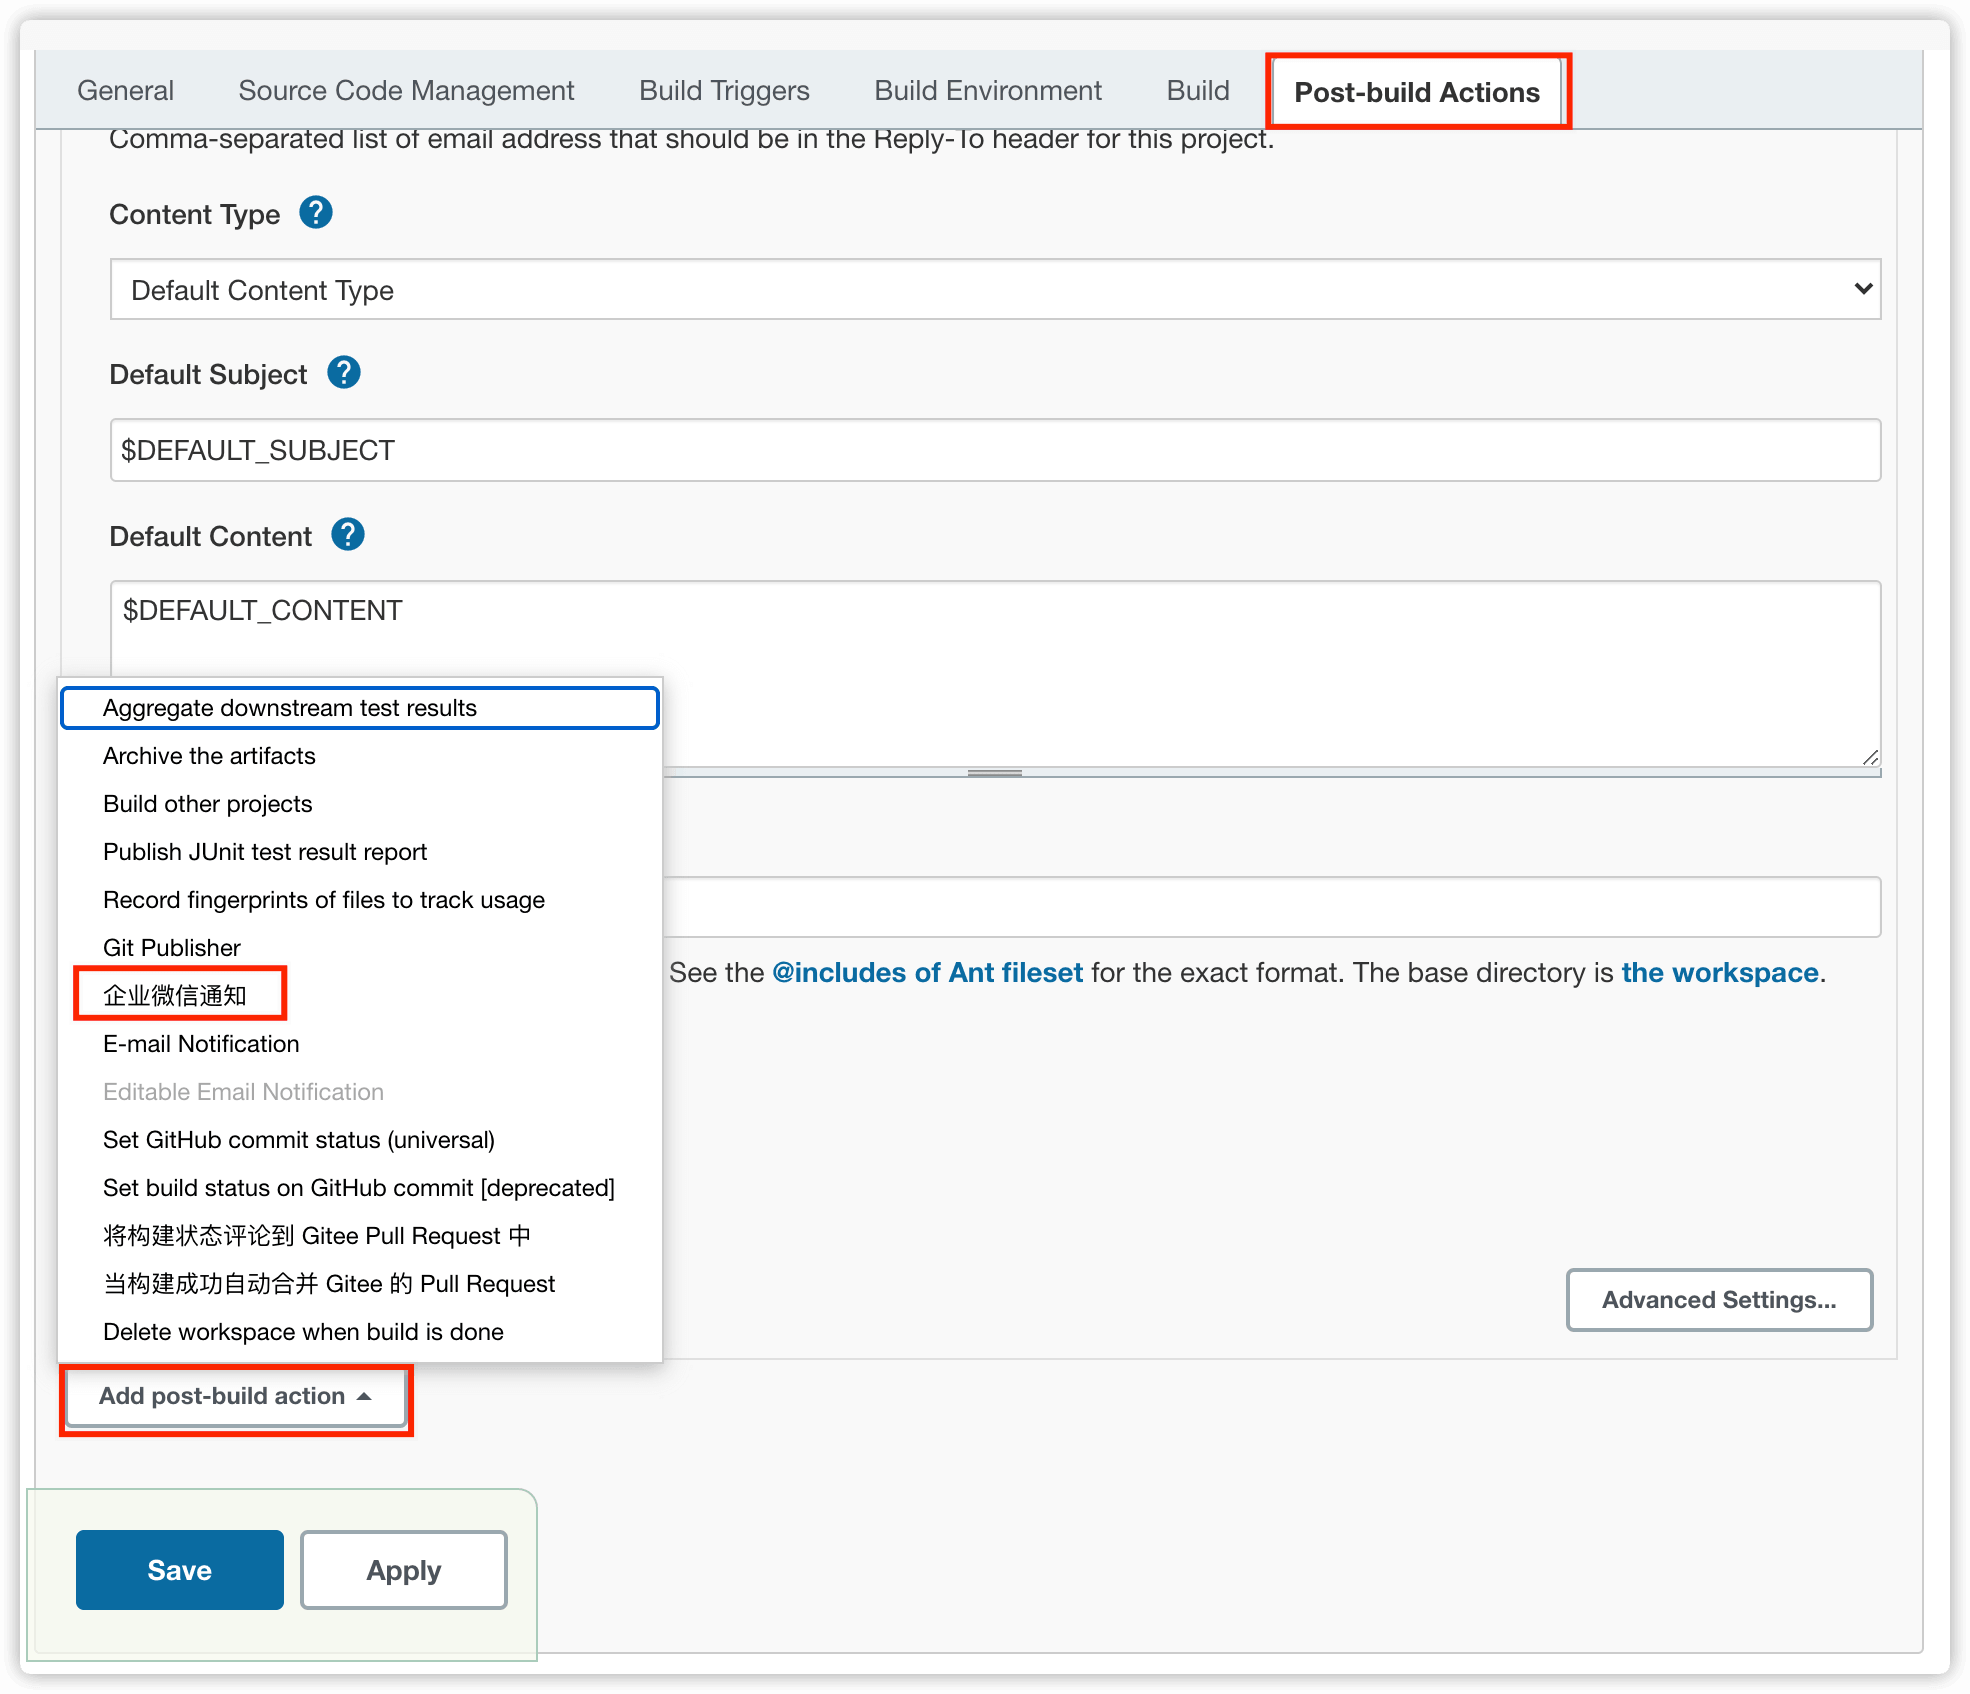 General Source Code Management Build Triggers Build Environment Build Post-build Actions
Comma-separated list of email address that should be in the Reply-To header for this project.
Content Type ?
Default Content Type
Default Subject ?
$DEFAULT_SUBJECT
Default Content ?
$DEFAULT_CONTENT
Aggregate downstream test results
Archive the artifacts
Build other projects
Publish JUnit test result report
Record fingerprints of files to track usage
Git Publisher
企业微信通知
See the @includes of Ant fileset for the exact format. The base directory is the workspace.
E-mail Notification
Editable Email Notification
Set GitHub commit status (universal)
Set build status on GitHub commit [deprecated]
将构建状态评论到 Gitee Pull Request 中
当构建成功自动合并 Gitee 的 Pull Request
Delete workspace when build is done
Advanced Settings...
Add post-build action
Save Apply